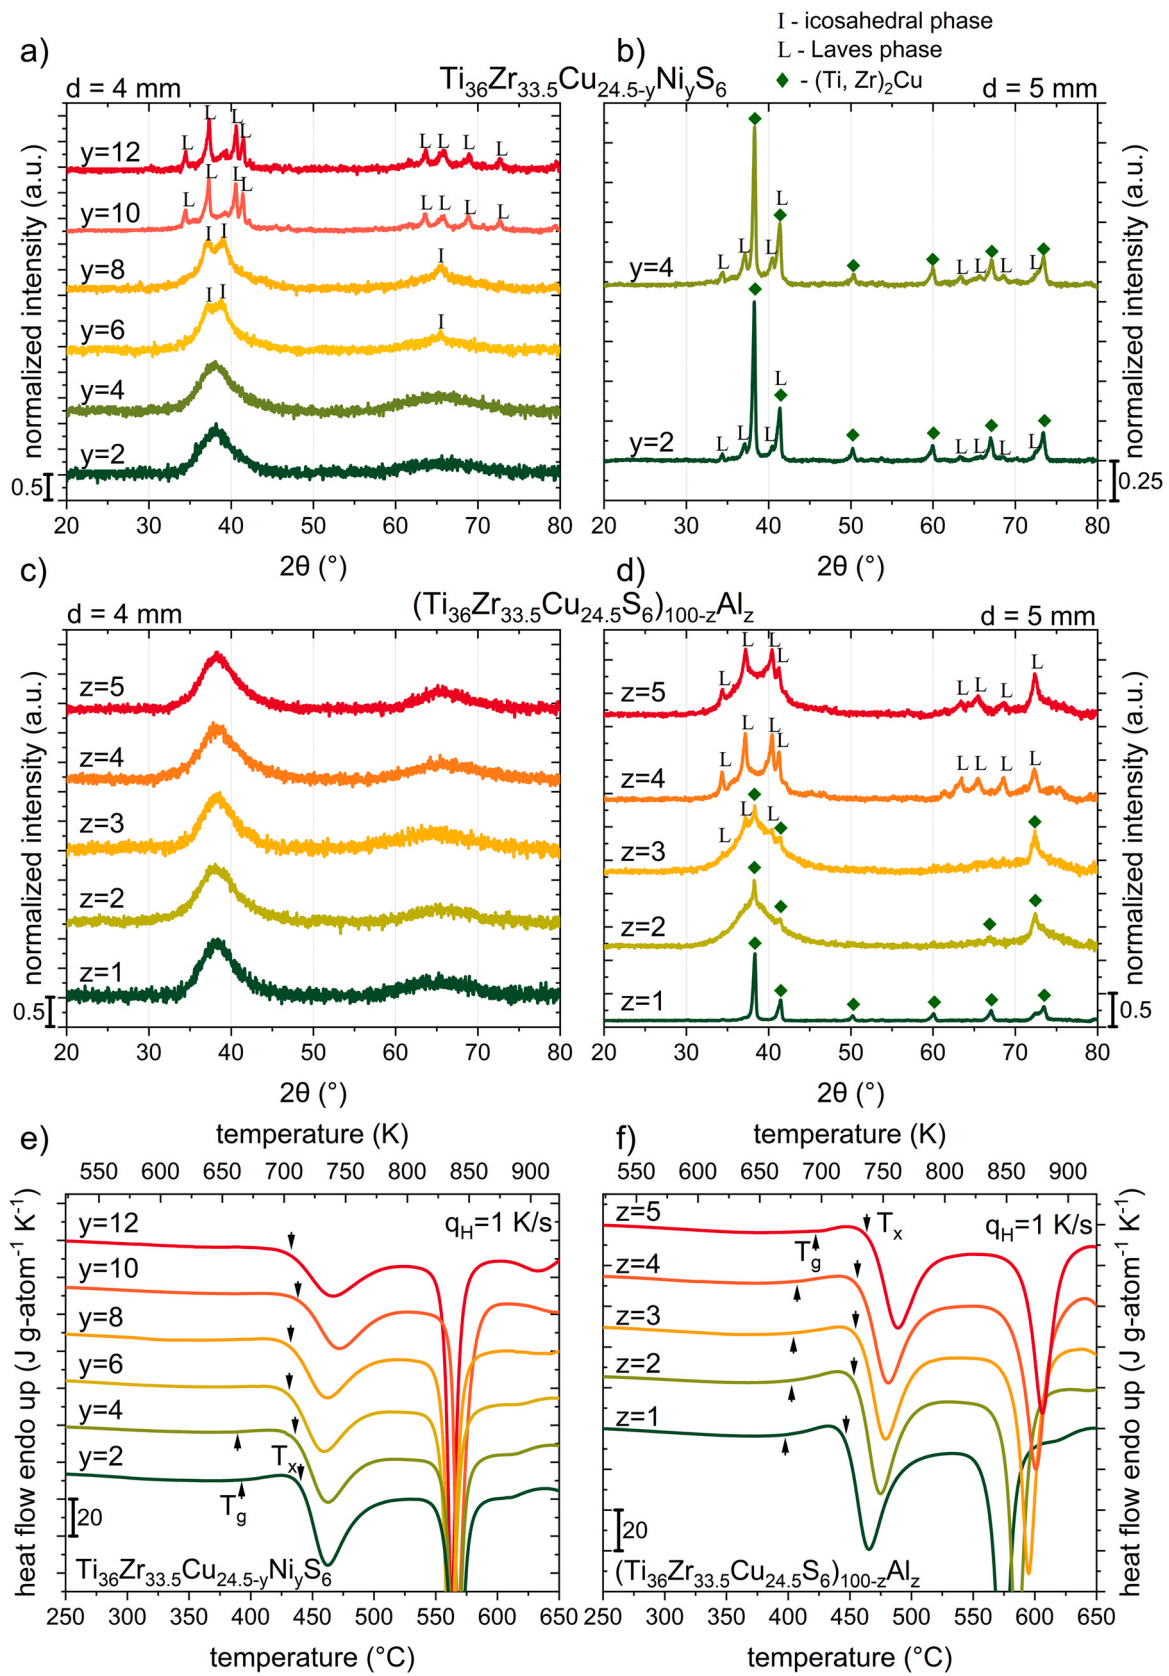 I - icosahedral phase
L - Laves phase
◆ - (Ti, Zr)₂Cu
a)
b)
Ti₃₆Zr₃₃.₅Cu₂₄.₅₋yNiyS₆
d = 4 mm
d = 5 mm
normalized intensity (a.u.)
y=12
L L L L L L L L
y=10
L L L L L L L L
y=8
I I I
y=6
I I I
y=4
y=2
0.5
20 30 40 50 60 70 80
2θ (°)
y=4
L L L L L L L L
y=2
L L L L L L L L
0.25
normalized intensity (a.u.)
20 30 40 50 60 70 80
2θ (°)
c)
d)
(Ti₃₆Zr₃₃.₅Cu₂₄.₅S₆)₁₀₀₋zAlz
d = 4 mm
d = 5 mm
normalized intensity (a.u.)
z=5
z=4
z=3
z=2
z=1
0.5
20 30 40 50 60 70 80
2θ (°)
z=5
L L L L L L L L
z=4
L L L L L L L L
z=3
L L L
z=2
z=1
0.5
normalized intensity (a.u.)
20 30 40 50 60 70 80
2θ (°)
e)
temperature (K)
550 600 650 700 750 800 850 900
heat flow endo up (J g-atom⁻¹ K⁻¹)
y=12
qH=1 K/s
y=10
y=8
y=6
y=4
y=2
Tx
Tg
20
Ti₃₆Zr₃₃.₅Cu₂₄.₅₋yNiyS₆
250 300 350 400 450 500 550 600 650
temperature (°C)
f)
temperature (K)
550 600 650 700 750 800 850 900
z=5
Tx
qH=1 K/s
Tg
z=4
z=3
z=2
z=1
20
(Ti₃₆Zr₃₃.₅Cu₂₄.₅S₆)₁₀₀₋zAlz
heat flow endo up (J g-atom⁻¹ K⁻¹)
250 300 350 400 450 500 550 600 650
temperature (°C)